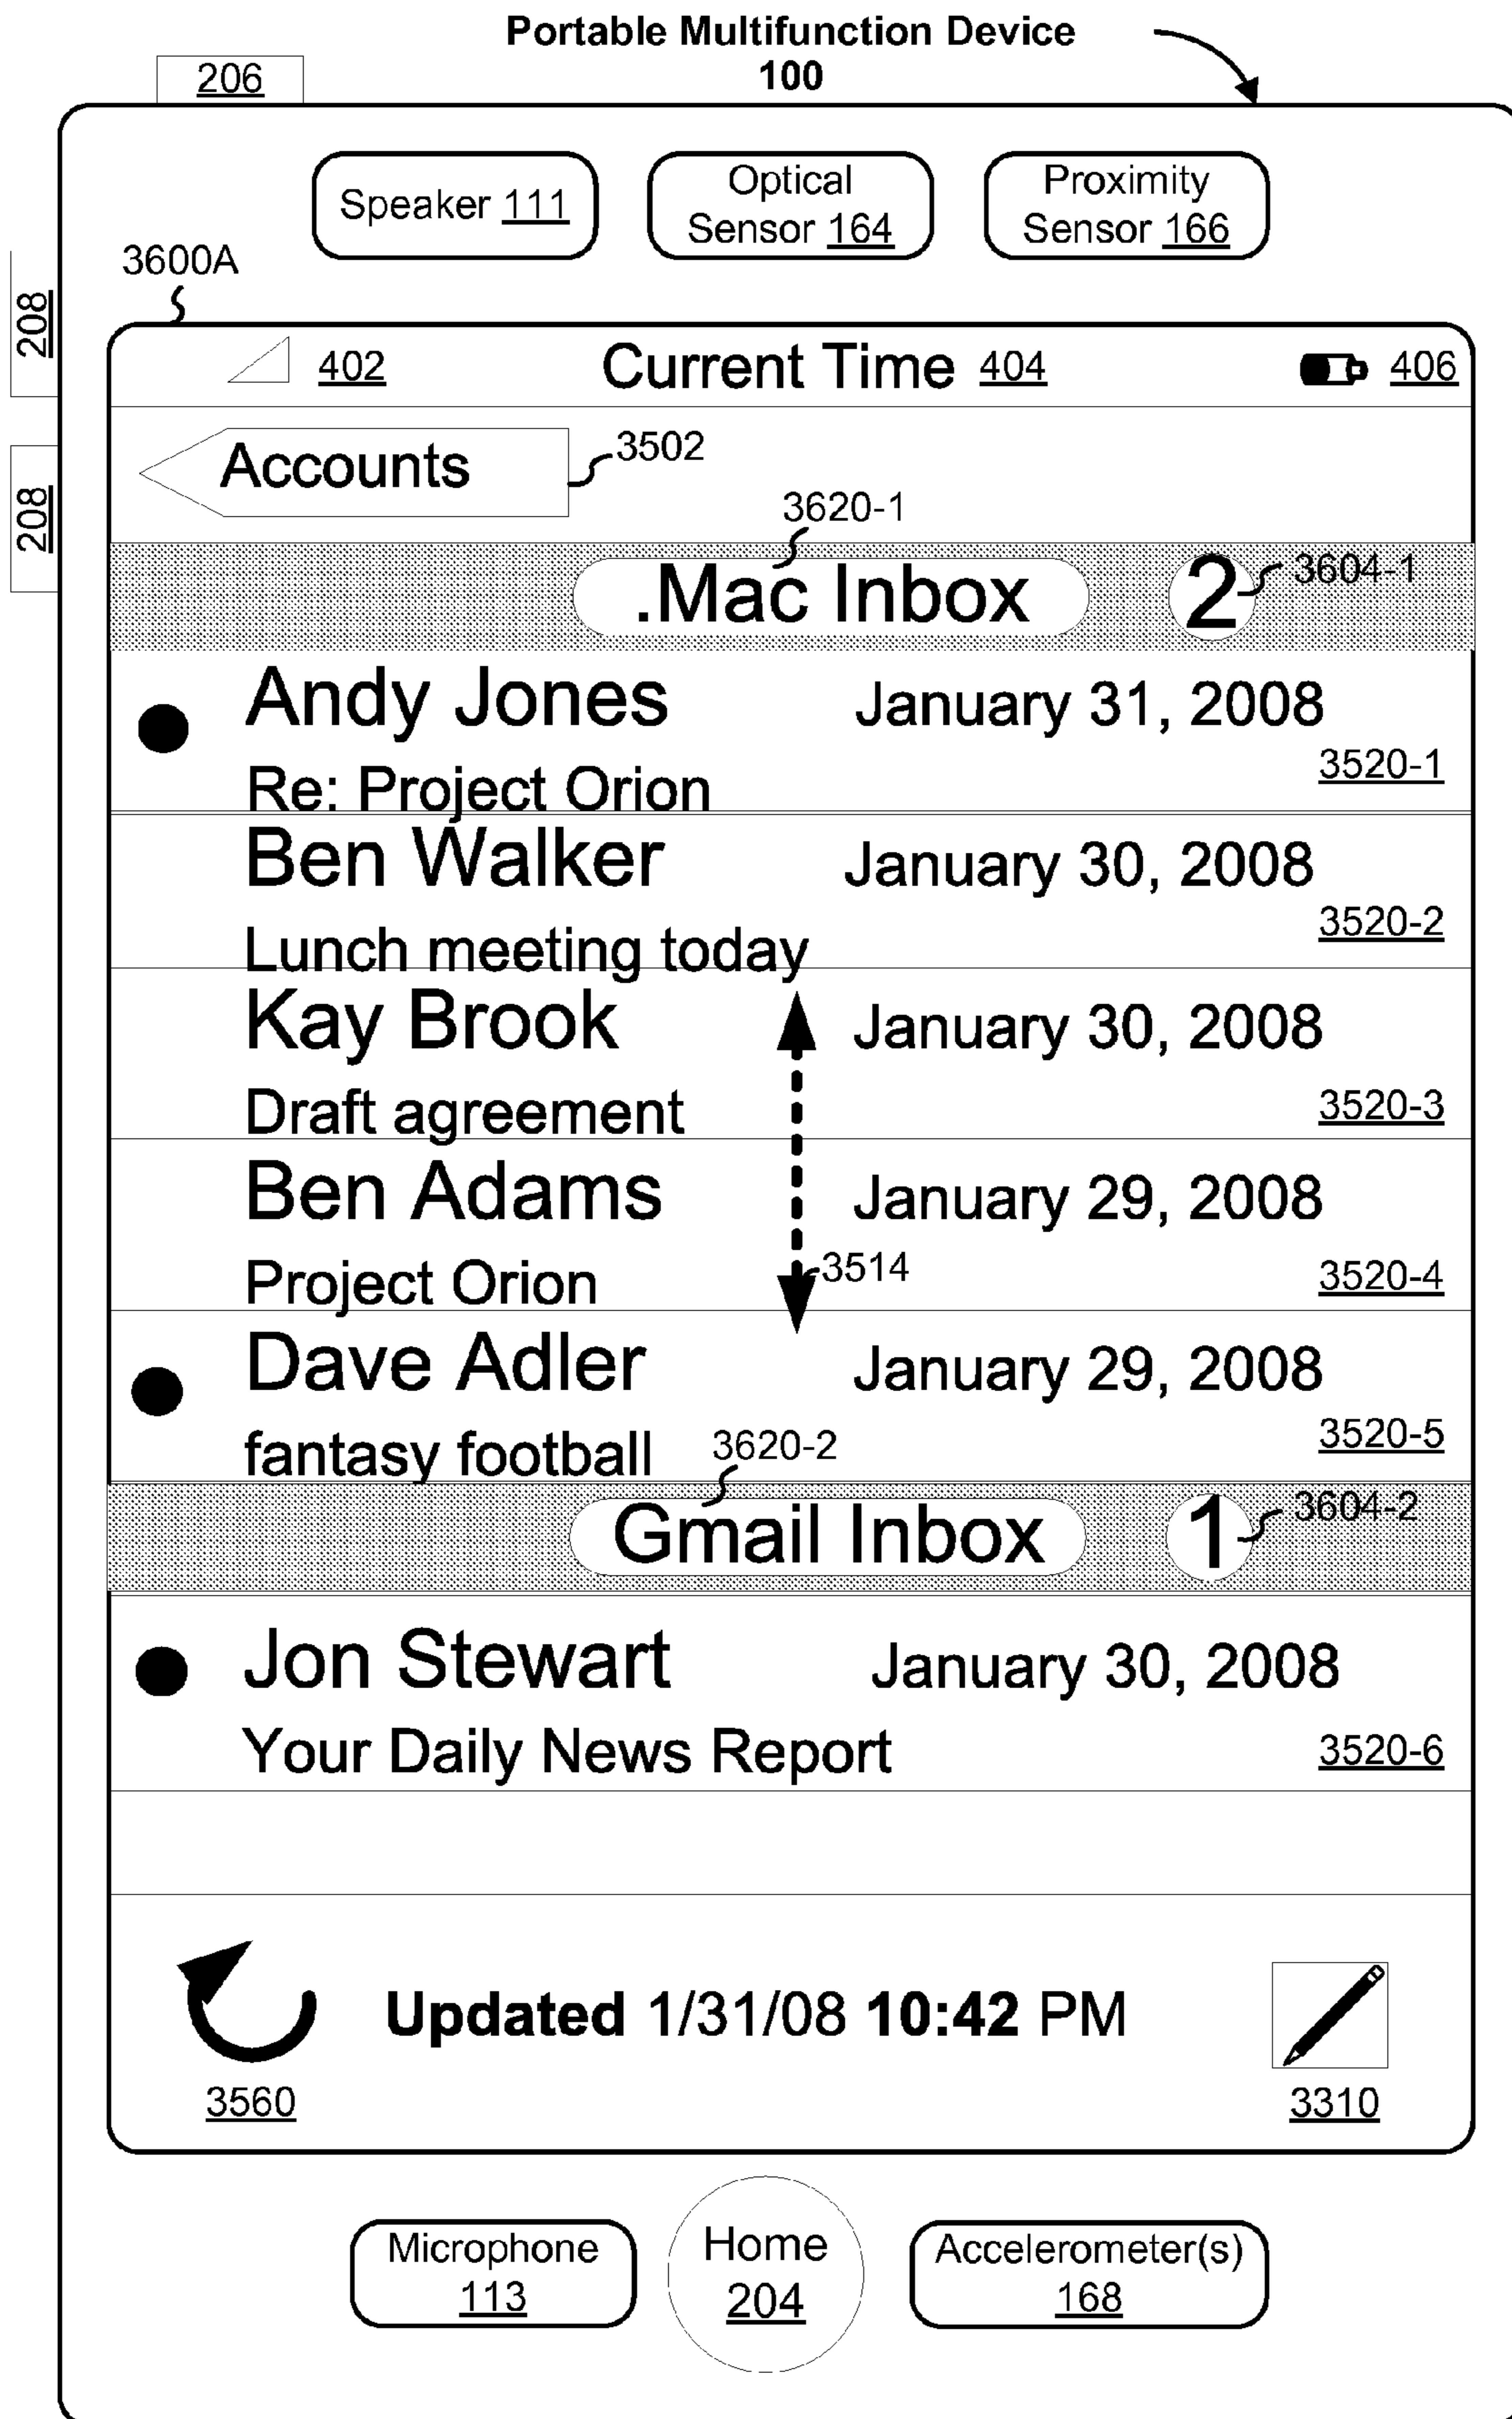 Portable Multifunction Device
100
206
Speaker 111
Optical
Sensor 164
Proximity
Sensor 166
3600A
208
208
402
Current Time 404
406
Accounts
3502
3620-1
.Mac Inbox
2
3604-1
Andy Jones January 31, 2008
3520-1
Re: Project Orion
Ben Walker January 30, 2008
3520-2
Lunch meeting today
Kay Brook January 30, 2008
Draft agreement 3520-3
Ben Adams January 29, 2008
3514
Project Orion 3520-4
Dave Adler January 29, 2008
fantasy football 3620-2 3520-5
Gmail Inbox
1
3604-2
Jon Stewart January 30, 2008
Your Daily News Report 3520-6
Updated 1/31/08 10:42 PM
3560
3310
Microphone
113
Home
204
Accelerometer(s)
168